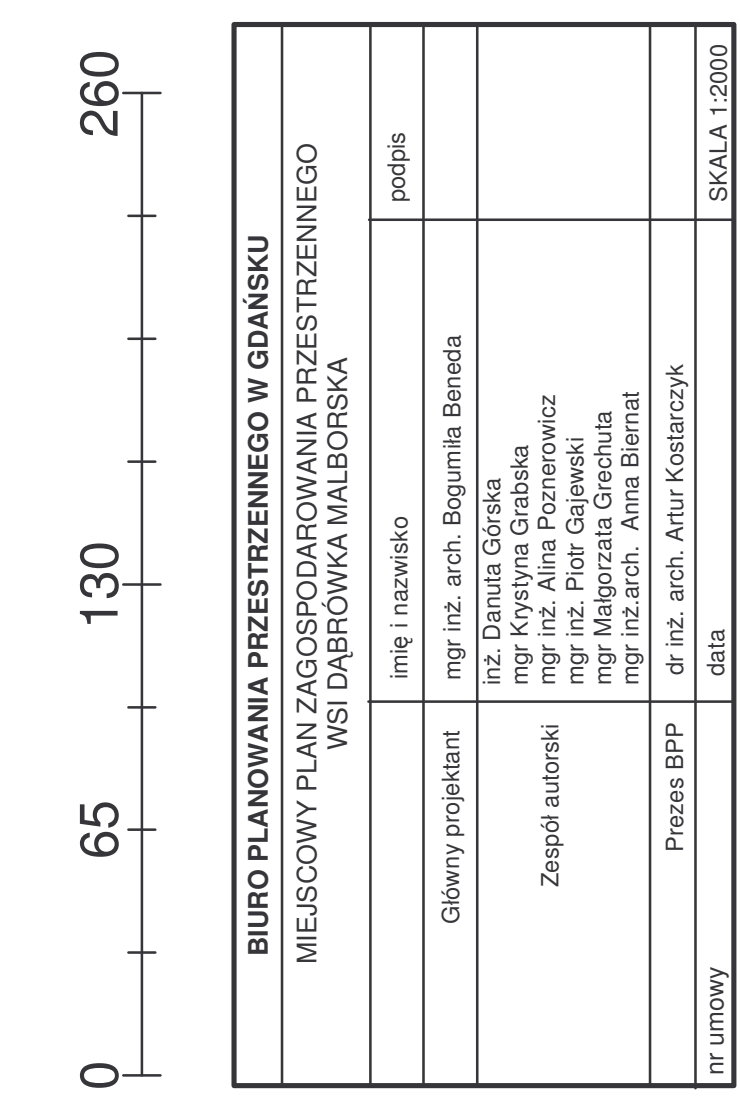 0 65 130 260
BIURO PLANOWANIA PRZESTRZENNEGO W GDAŃSKU
MIEJSCOWY PLAN ZAGOSPODAROWANIA PRZESTRZENNEGO
WSI DĄBRÓWKA MALBORSKA
imię i nazwisko podpis
Główny projektant mgr inż. arch. Bogumiła Beneda
inż. Danuta Górska
mgr Krystyna Grabska
Zespół autorski mgr inż. Alina Poznerowicz
mgr inż. Piotr Gajewski
mgr Małgorzata Grechuta
mgr inż.arch. Anna Biernat
Prezes BPP dr inż. arch. Artur Kostarczyk
nr umowy data SKALA 1:2000